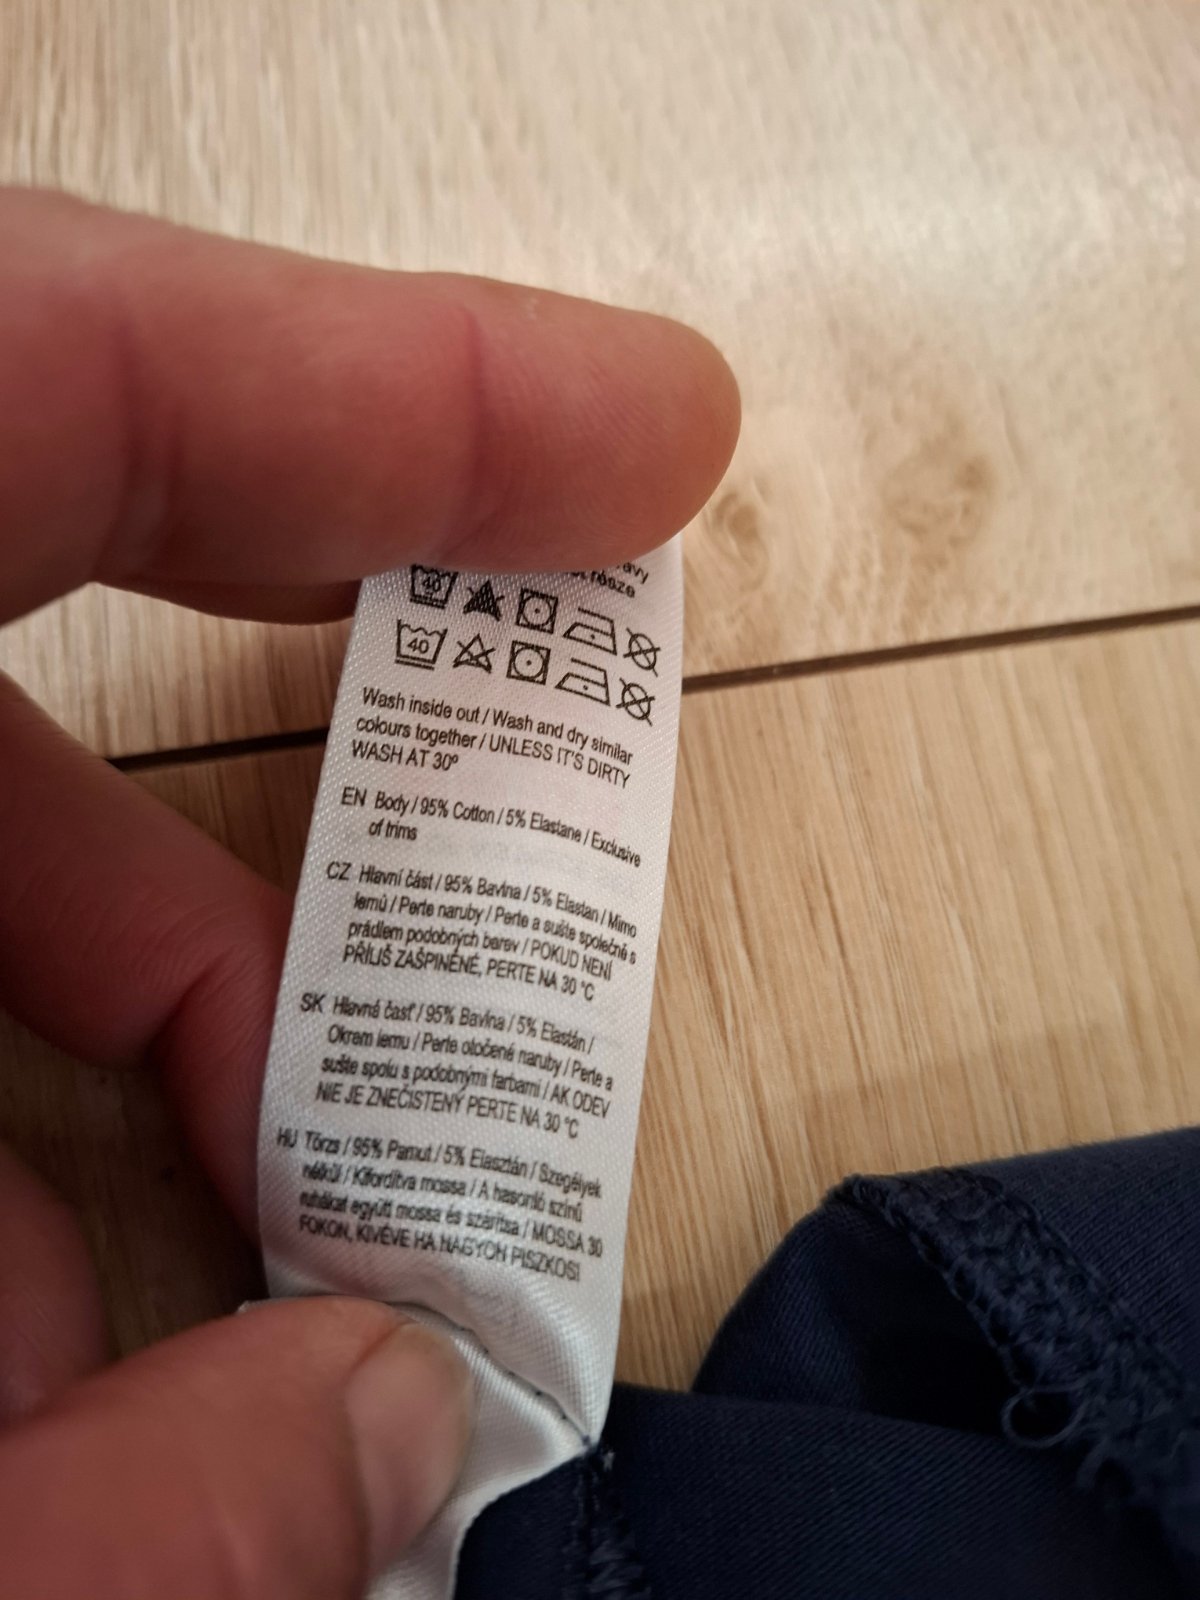 avy
40
40
Wash inside out / Wash and dry similar
colours together / UNLESS IT'S DIRTY
WASH AT 30º
EN Body / 95% Cotton / 5% Elastane / Exclusive
of trims
CZ Hlavní část / 95% Bavlna / 5% Elastan / Mimo
lemů / Perte naruby / Perte a sušte společně s
prádlem podobných barev / POKUD NENÍ
PŘÍLIŠ ZAŠPINĚNÉ, PERTE NA 30 °C
SK Hlavná časť / 95% Bavlna / 5% Elastán /
Okrem lemu / Perte otočené naruby / Perte a
sušte spolu s podobnými farbami / AK ODEV
NIE JE ZNEČISTENÝ PERTE NA 30 °C
HU Törzs / 95% Pamut / 5% Elasztán / Szegélyek
nélkül / Kifordítva mossa / A hasonló színű
ruhákat együtt mossa és szárítsa / MOSSA 30
FOKON, KIVÉVE HA NAGYON PISZKOS!